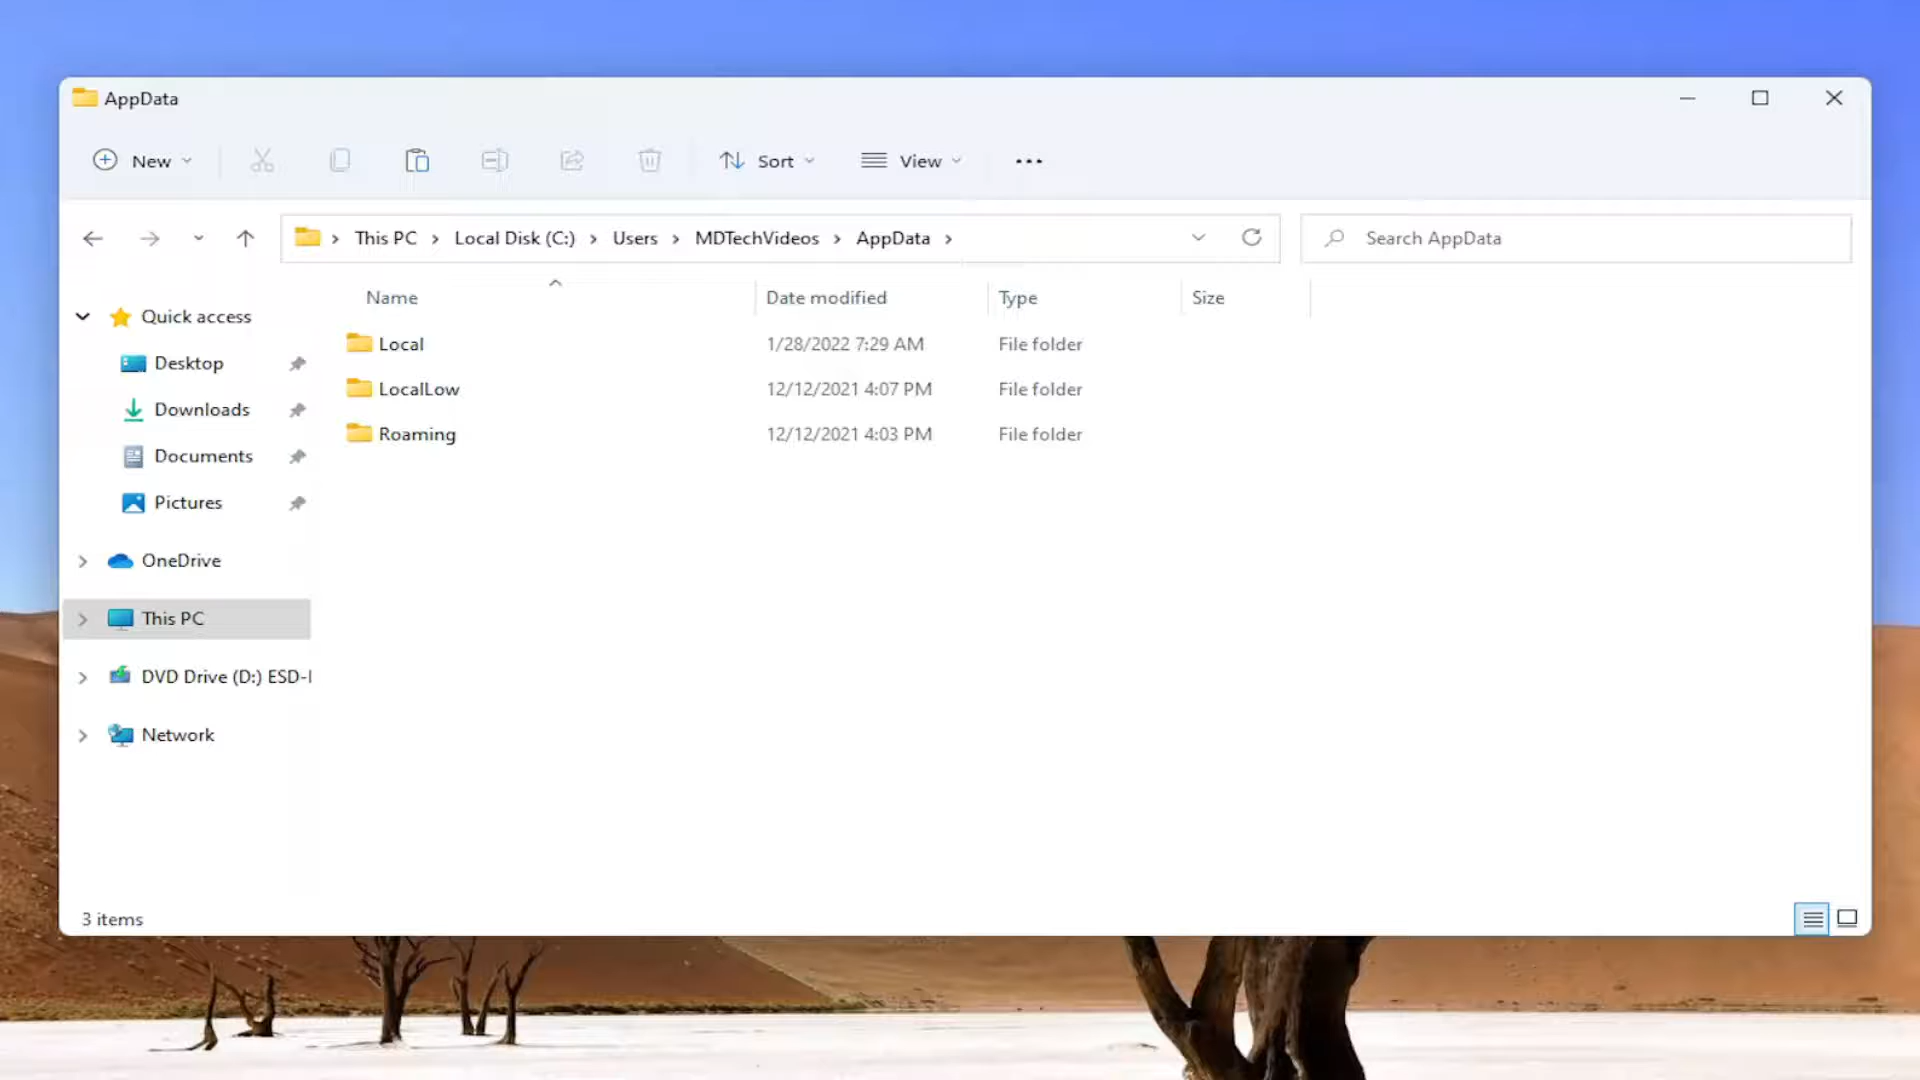 AppData
New
Sort
View
This PC > Local Disk (C:) > Users > MDTechVideos > AppData >
Search AppData
Name Date modified Type Size
Quick access
Desktop
Downloads
Documents
Pictures
OneDrive
This PC
DVD Drive (D:) ESD-I
Network
Local 1/28/2022 7:29 AM File folder
LocalLow 12/12/2021 4:07 PM File folder
Roaming 12/12/2021 4:03 PM File folder
3 items